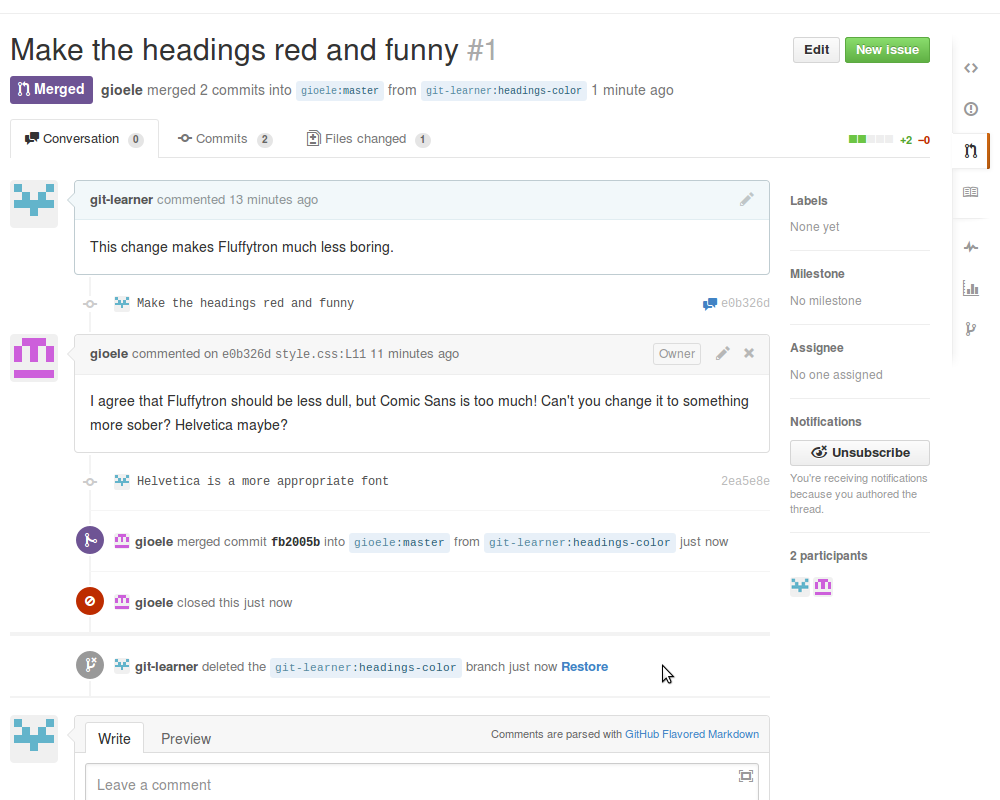 Make the headings red and funny #1
Edit
New issue
Merged gioele merged 2 commits into gioele:master from git-learner:headings-color 1 minute ago
Conversation 0
Commits 2
Files changed 1
+2 −0
git-learner commented 13 minutes ago
This change makes Fluffytron much less boring.
Make the headings red and funny
e0b326d
gioele commented on e0b326d style.css:L11 11 minutes ago
Owner
I agree that Fluffytron should be less dull, but Comic Sans is too much! Can't you change it to something
more sober? Helvetica maybe?
Helvetica is a more appropriate font
2ea5e8e
gioele merged commit fb2005b into gioele:master from git-learner:headings-color just now
gioele closed this just now
git-learner deleted the git-learner:headings-color branch just now Restore
Write
Preview
Comments are parsed with GitHub Flavored Markdown
Leave a comment
Labels
None yet
Milestone
No milestone
Assignee
No one assigned
Notifications
Unsubscribe
You're receiving notifications
because you authored the
thread.
2 participants